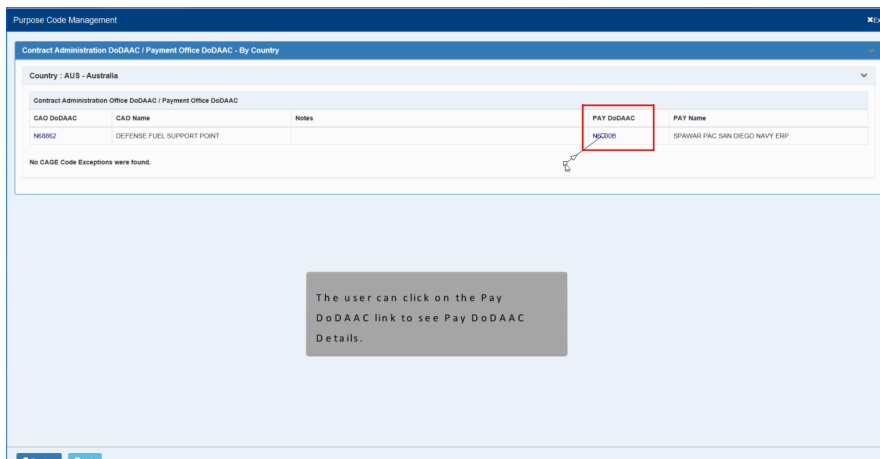 Purpose Code Management
Contract Administration DoDAAC / Payment Office DoDAAC - By Country
Country : AUS - Australia
Contract Administration Office DoDAAC / Payment Office DoDAAC
CAO DoDAAC CAO Name Notes PAY DoDAAC PAY Name
N68862 DEFENSE FUEL SUPPORT POINT SPAWAR PAC SAN DIEGO NAVY ERP
No CAGE Code Exceptions were found.
The user can click on the Pay
DoDAAC link to see Pay DoDAAC
Details.